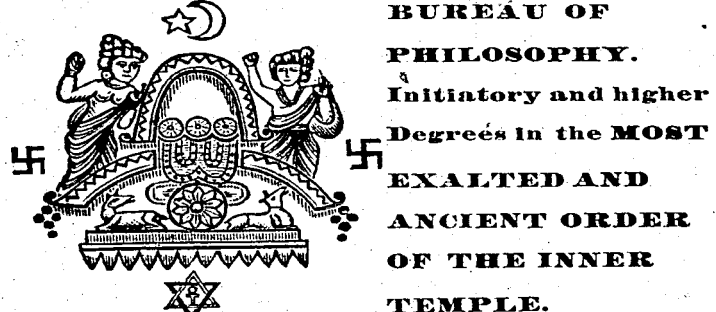 BUREAU OF
PHILOSOPHY.
Initiatory and higher
Degrees in the MOST
EXALTED AND
ANCIENT ORDER
OF THE INNER
TEMPLE.